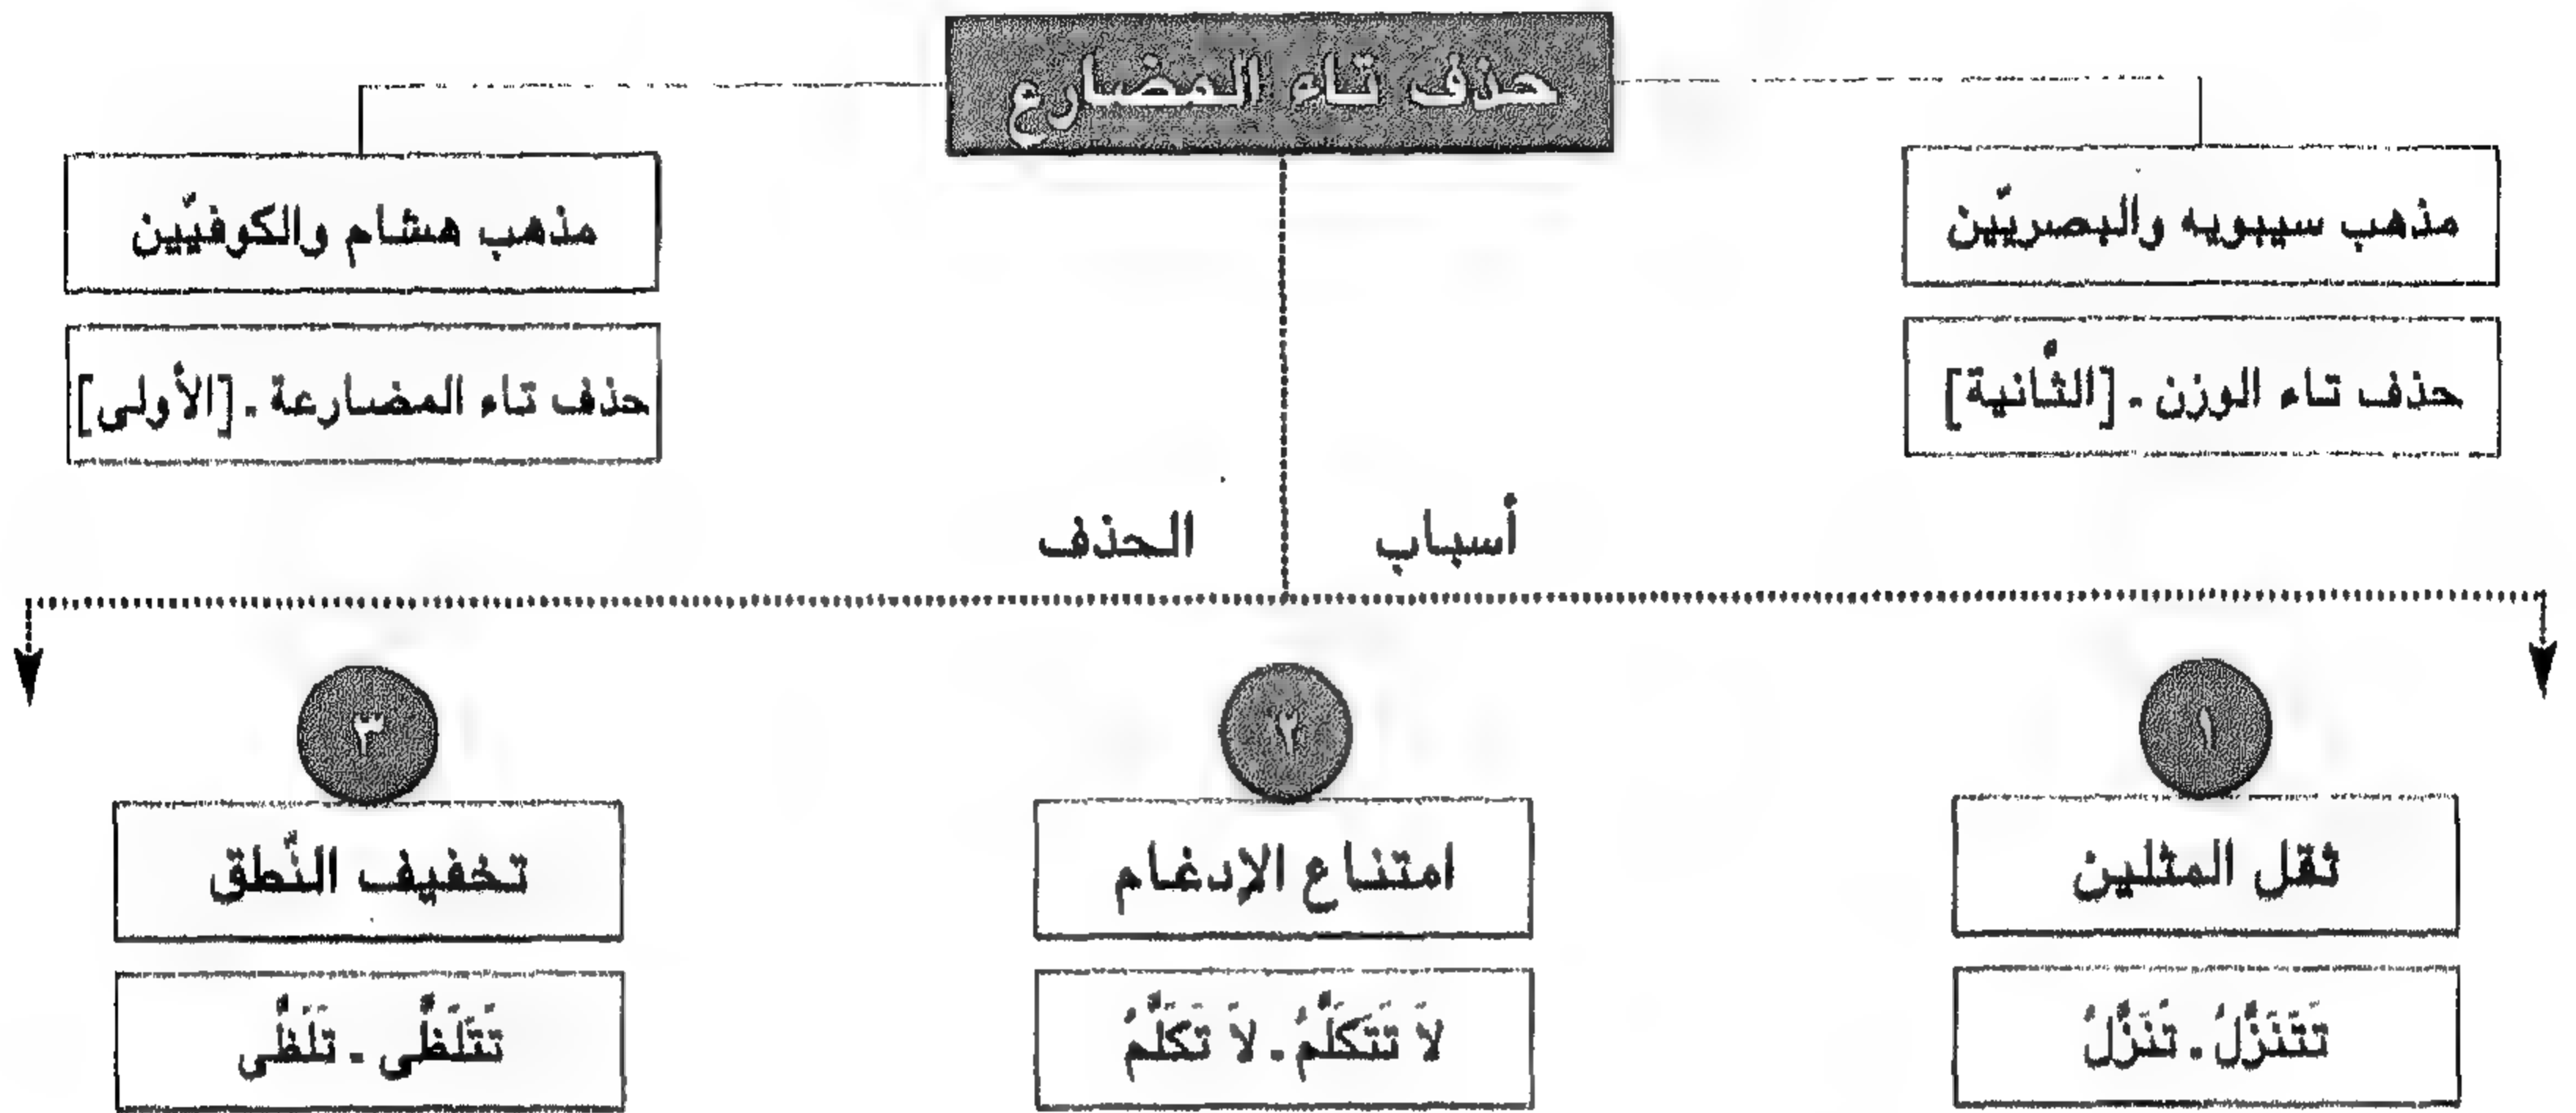 حذف تاء المضارع
مذهب سيبويه والبصريّين
مذهب هشام والكوفيّين
حذف تاء الوزن - [الثّانية]
حذف تاء المضارعة - [الأولى]
أسباب الحذف
١
٢
٣
ثقل المثلين
امتناع الإدغام
تخفيف النّطق
تَتَنَزَّلُ - تَنَزَّلُ
لاَ تَتَكَلَّمُ - لاَ تَكَلَّمُ
تَتَلَظَّى - تَلَظَّى